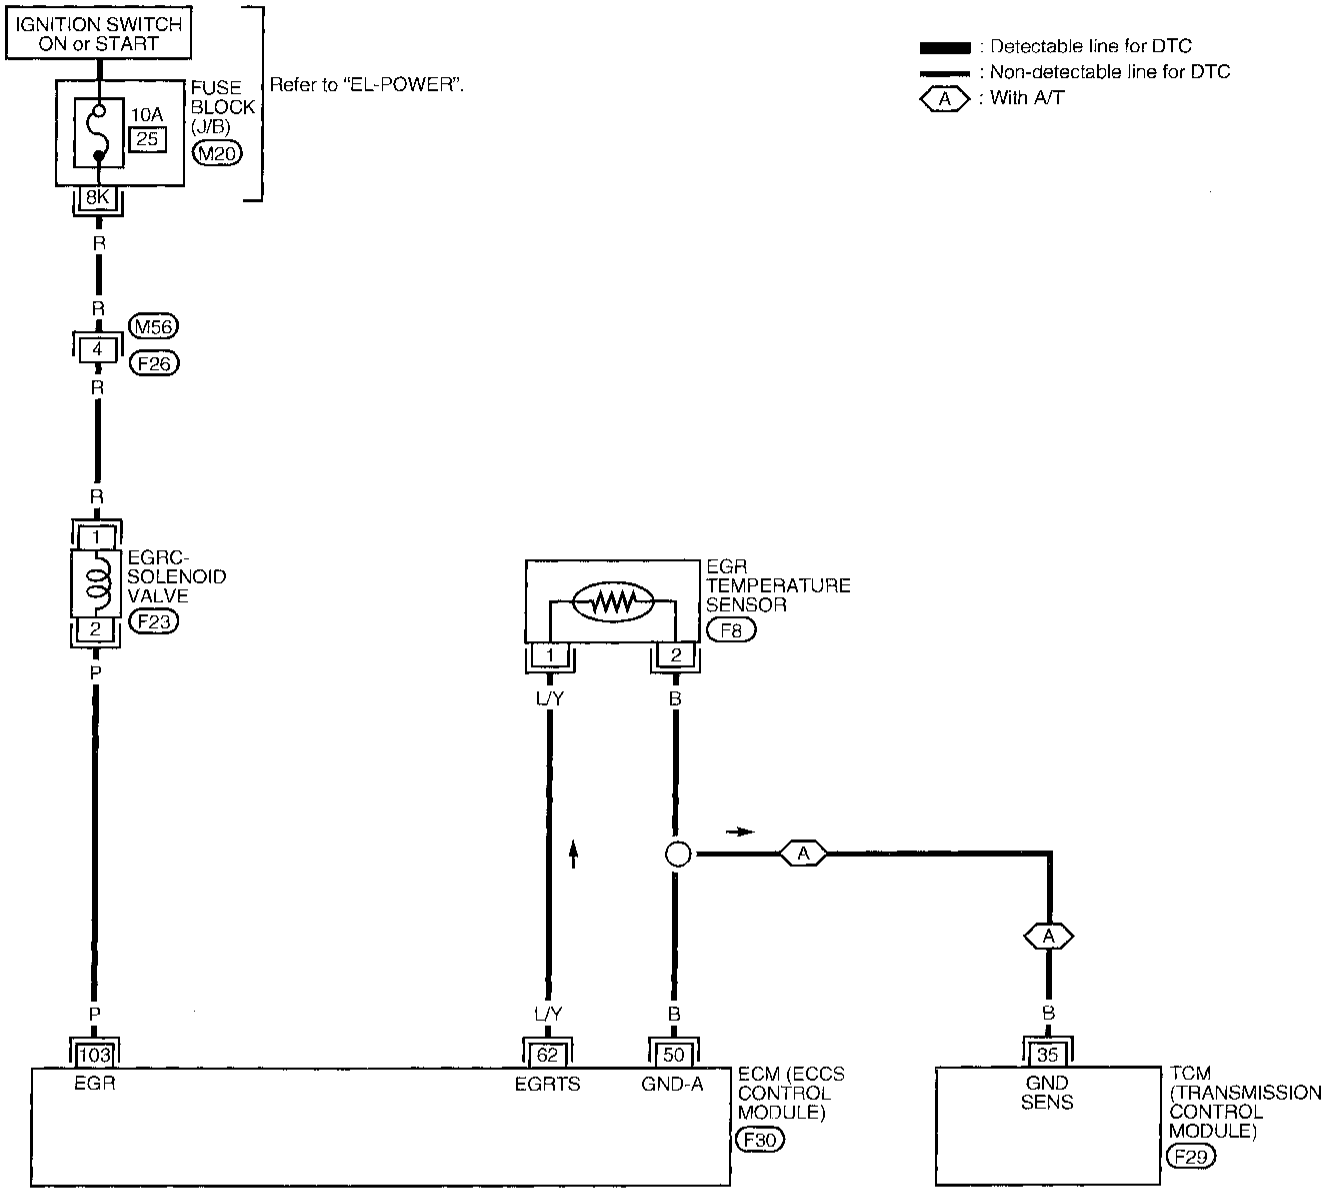 IGNITION SWITCH
ON or START
FUSE
BLOCK
(J/B)
M20
10A
25
Refer to "EL-POWER".
: Detectable line for DTC
: Non-detectable line for DTC
A : With A/T
8K
R
R
M56
4
F26
R
R
1
EGRC-
SOLENOID
VALVE
F23
2
P
EGR
TEMPERATURE
SENSOR
F8
1
2
L/Y
B
A
A
P
L/Y
B
B
103
62
50
35
EGR
EGRTS
GND-A
ECM (ECCS
CONTROL
MODULE)
F30
GND
SENS
TCM
(TRANSMISSION
CONTROL
MODULE)
F29